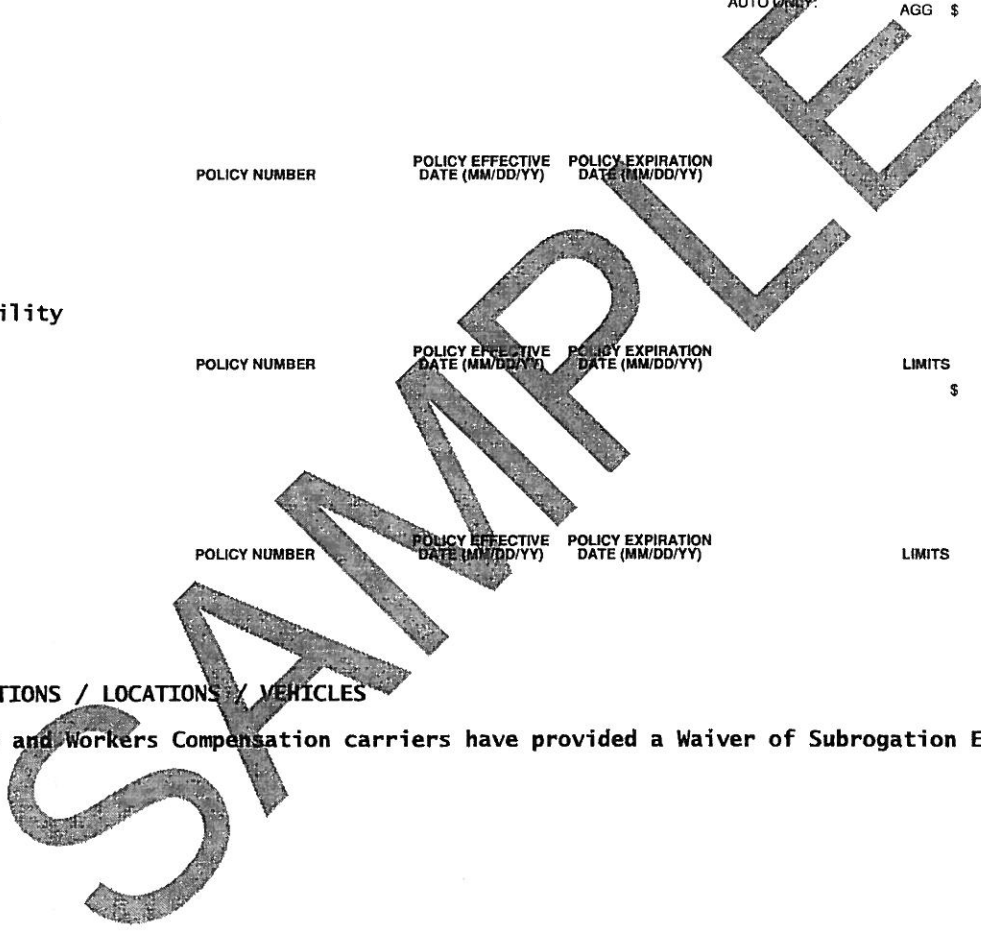 AUTO ONLY:
AGG $
POLICY NUMBER
POLICY EFFECTIVE DATE (MM/DD/YY)
POLICY EXPIRATION DATE (MM/DD/YY)
ility
POLICY NUMBER
POLICY EFFECTIVE DATE (MM/DD/YY)
POLICY EXPIRATION DATE (MM/DD/YY)
LIMITS
$
POLICY NUMBER
POLICY EFFECTIVE DATE (MM/DD/YY)
POLICY EXPIRATION DATE (MM/DD/YY)
LIMITS
TIONS / LOCATIONS / VEHICLES
and Workers Compensation carriers have provided a Waiver of Subrogation E
SAMPLE